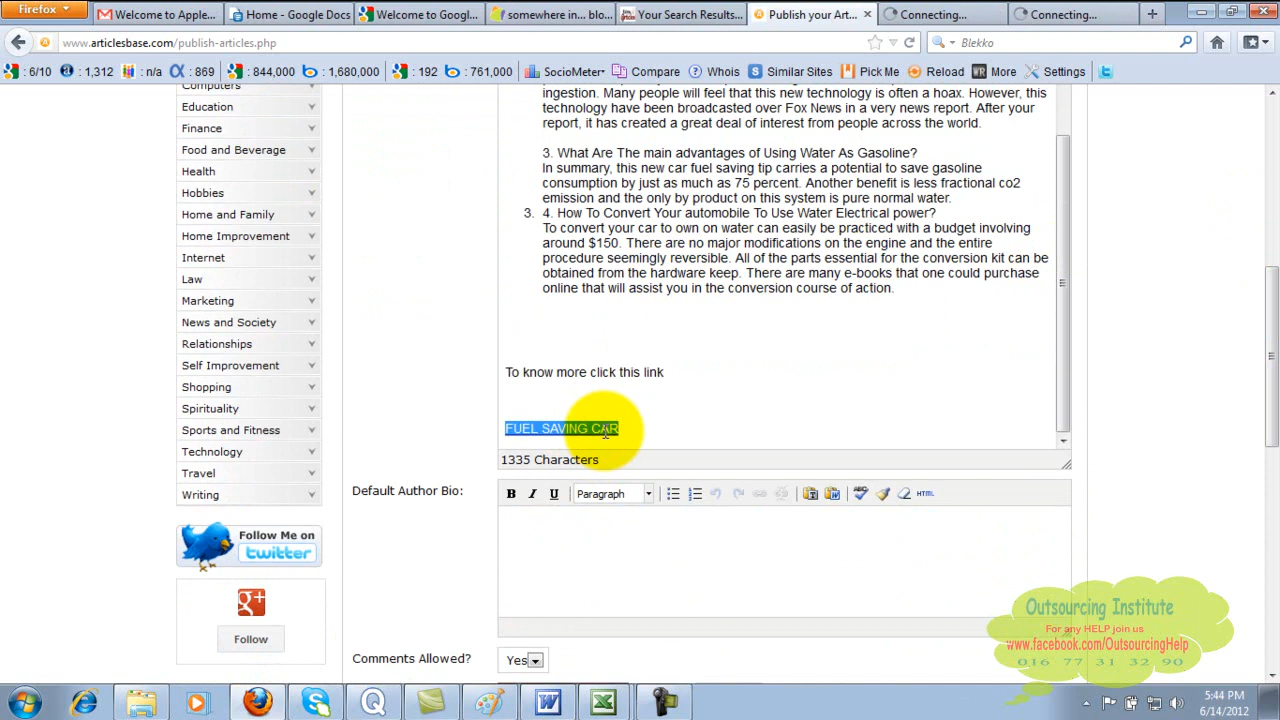 Firefox
Welcome to Apple...
Home - Google Docs
Welcome to Googl...
somewhere in... blo...
Your Search Results...
Publish your Art...
Connecting...
Connecting...
www.articlesbase.com/publish-articles.php
Blekko
6/10
1,312
n/a
869
844,000
1,680,000
192
761,000
SocioMeter
Compare
Whois
Similar Sites
Pick Me
Reload
More
Settings
Computers
Education
Finance
Food and Beverage
Health
Hobbies
Home and Family
Home Improvement
Internet
Law
Marketing
News and Society
Relationships
Self Improvement
Shopping
Spirituality
Sports and Fitness
Technology
Travel
Writing
Follow Me on
twitter
g+
Follow
ingestion. Many people will feel that this new technology is often a hoax. However, this
technology have been broadcasted over Fox News in a very news report. After your
report, it has created a great deal of interest from people across the world.
3. What Are The main advantages of Using Water As Gasoline?
In summary, this new car fuel saving tip carries a potential to save gasoline
consumption by just as much as 75 percent. Another benefit is less fractional co2
emission and the only by product on this system is pure normal water.
3. 4. How To Convert Your automobile To Use Water Electrical power?
To convert your car to own on water can easily be practiced with a budget involving
around $150. There are no major modifications on the engine and the entire
procedure seemingly reversible. All of the parts essential for the conversion kit can be
obtained from the hardware keep. There are many e-books that one could purchase
online that will assist you in the conversion course of action.
To know more click this link
FUEL SAVING CAR
1335 Characters
Default Author Bio:
B I U
Paragraph
HTML
Comments Allowed?
Yes
Outsourcing Institute
For any HELP join us
www.facebook.com/OutsourcingHelp
016 77 31 32 90
5:44 PM
6/14/2012